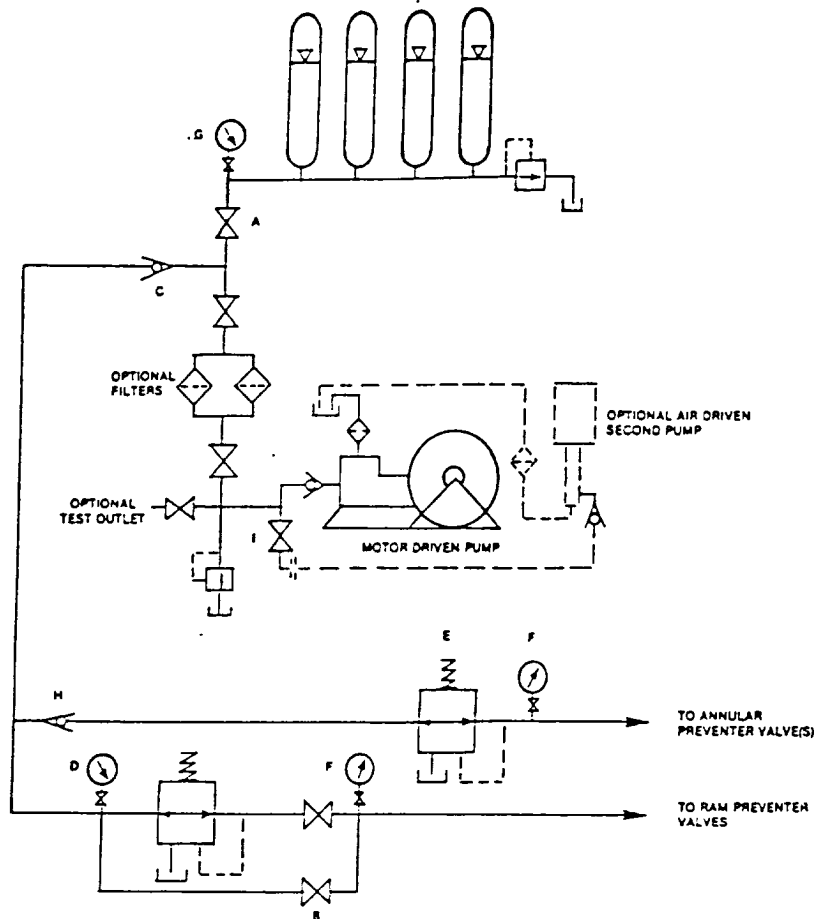 G
A
C
OPTIONAL
FILTERS
OPTIONAL AIR DRIVEN
SECOND PUMP
OPTIONAL
TEST OUTLET
I
MOTOR DRIVEN PUMP
E
F
H
TO ANNULAR
PREVENTER VALVE(S)
D
F
TO RAM PREVENTER
VALVES
B